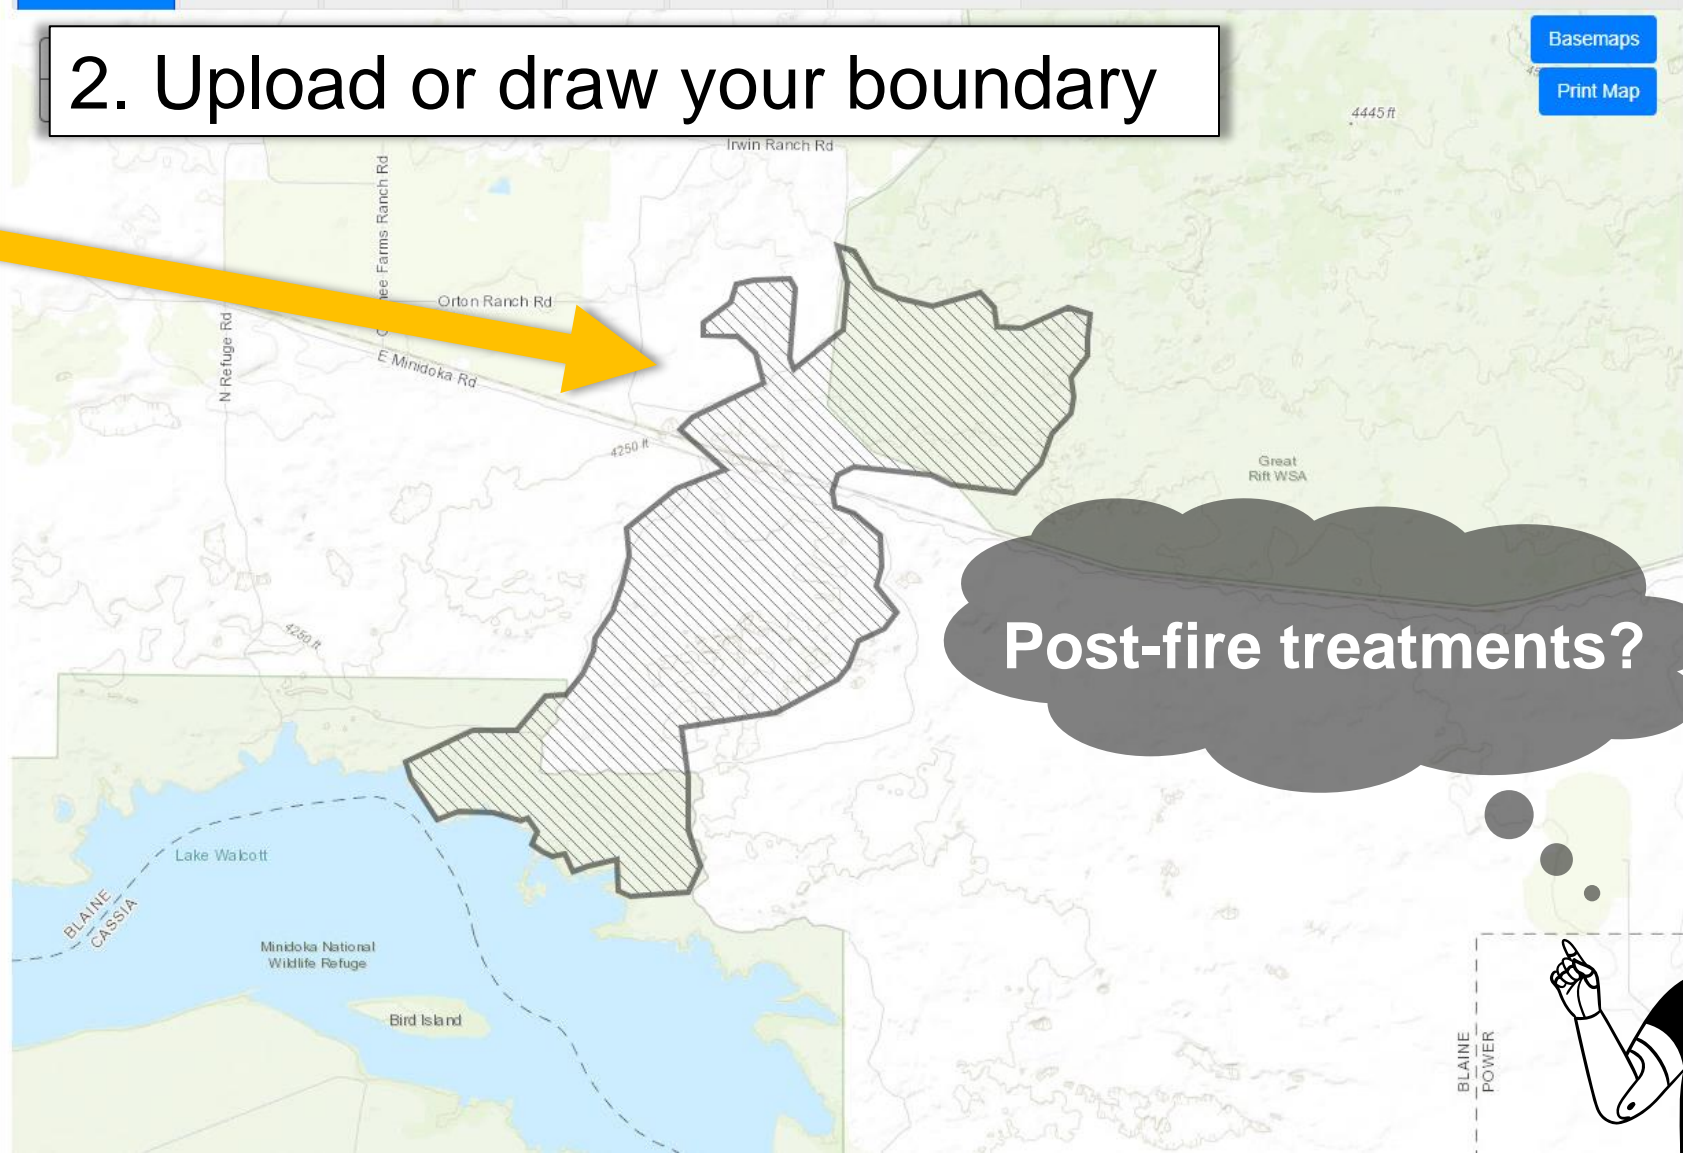 2. Upload or draw your boundary
Basemaps
Print Map
4445 ft
Irwin Ranch Rd
Farms Ranch Rd
Orton Ranch Rd
N Refuge Rd
E Minidoka Rd
4250 ft
Great
Rift WSA
Post-fire treatments?
4250 ft
Lake Walcott
BLAINE
CASSIA
Minidoka National
Wildlife Refuge
Bird Island
BLAINE
POWER